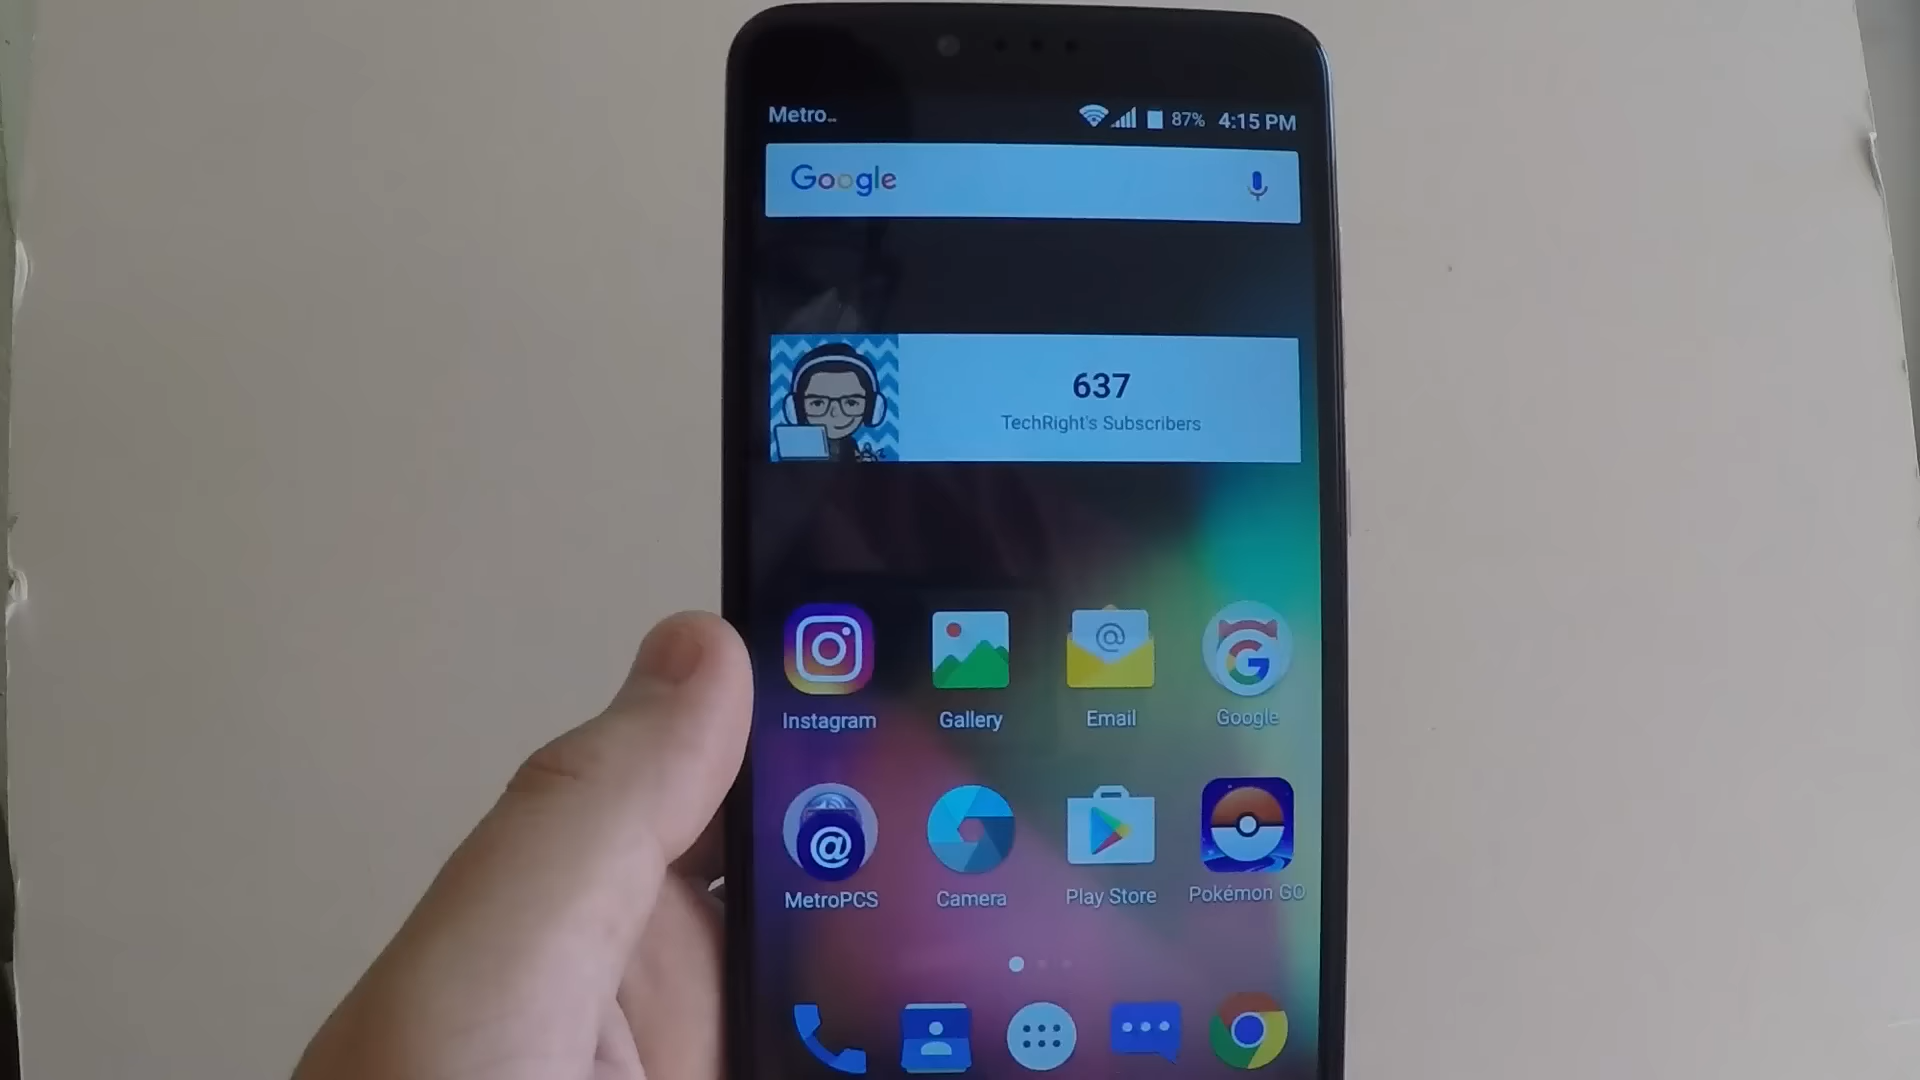 Metro..
87% 4:15 PM
Google
637
TechRight's Subscribers
Instagram Gallery Email Google
MetroPCS Camera Play Store Pokémon GO